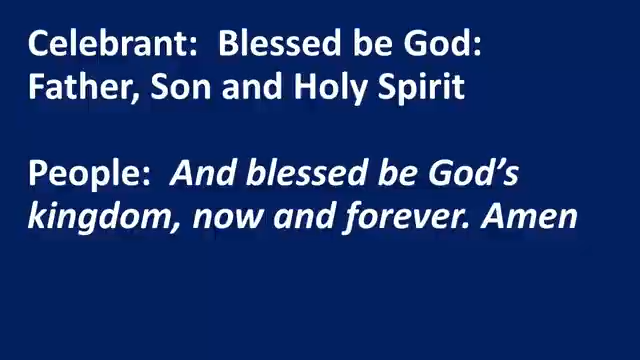 Celebrant:  Blessed be God:
Father, Son and Holy Spirit
People:  And blessed be God’s
kingdom, now and forever. Amen